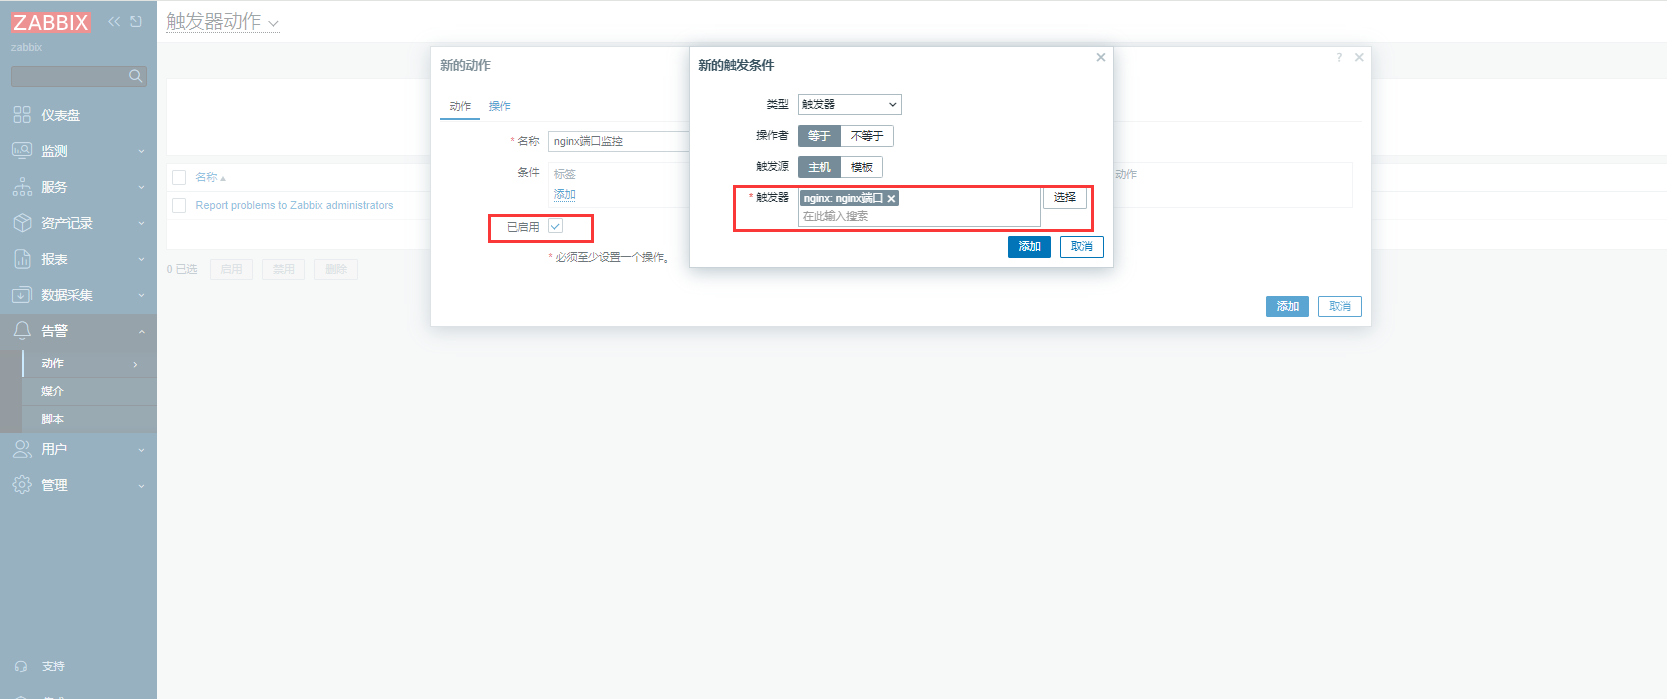 ZABBIX
zabbix
仪表盘
监测
服务
资产记录
报表
数据采集
告警
动作
媒介
脚本
用户
管理
支持
触发器动作
名称
Report problems to Zabbix administrators
0 已选 启用 禁用 删除
新的动作
动作 操作
* 名称 nginx端口监控
条件 标签 动作
添加
已启用
* 必须至少设置一个操作。
添加 取消
新的触发条件
类型 触发器
操作者 等于 不等于
触发源 主机 模板
* 触发器 nginx: nginx端口 选择
在此输入搜索
添加 取消
?